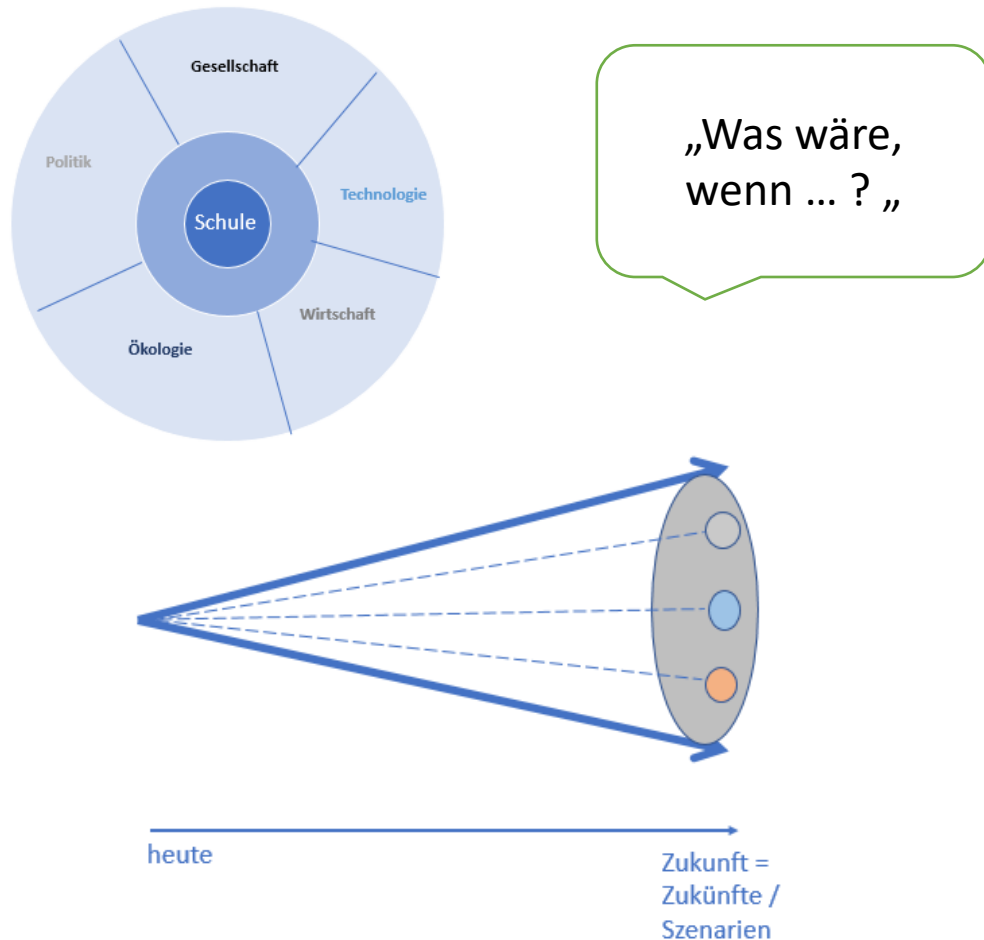 Gesellschaft
Politik
Technologie
Schule
Wirtschaft
Ökologie
„Was wäre,
wenn … ? „
heute
Zukunft =
Zukünfte /
Szenarien